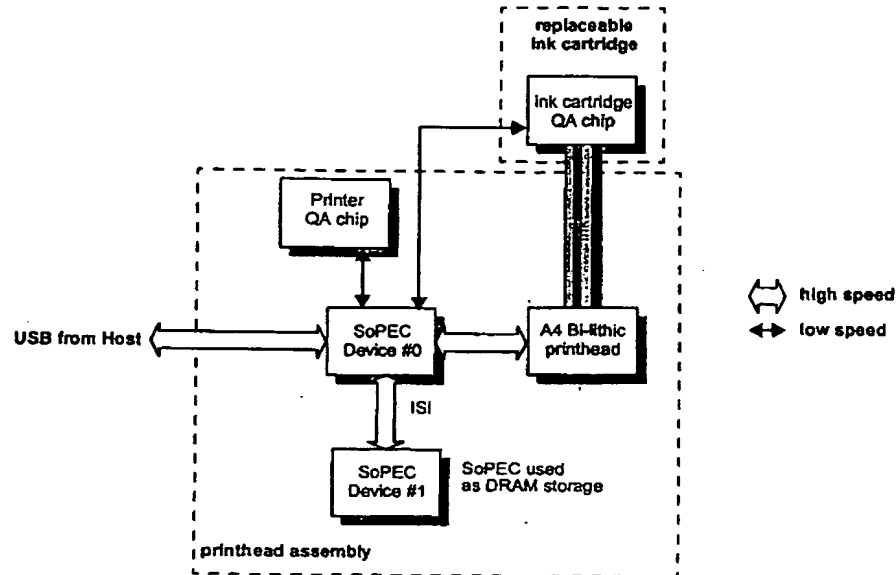 replaceable
ink cartridge
Ink cartridge
QA chip
Printer
QA chip
USB from Host
SoPEC
Device #0
A4 Bi-lithic
printhead
high speed
low speed
ISI
SoPEC
Device #1
SoPEC used
as DRAM storage
printhead assembly